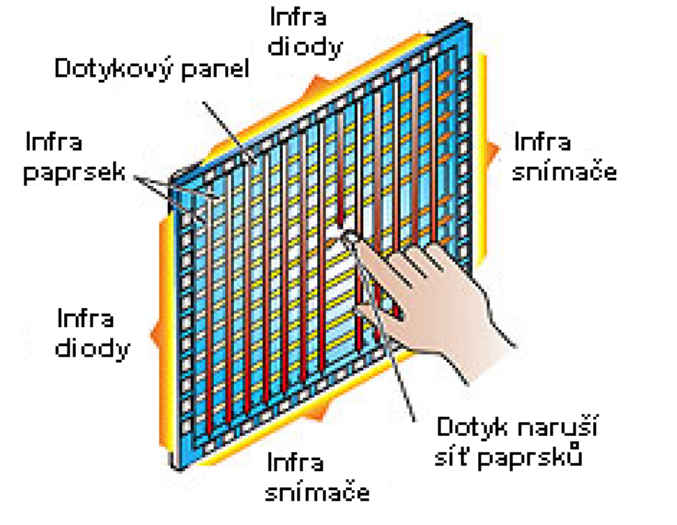 Infra
diody
Dotykový panel
Infra
paprsek
Infra
snímače
Infra
diody
Dotyk naruší
síť paprsků
Infra
snímače